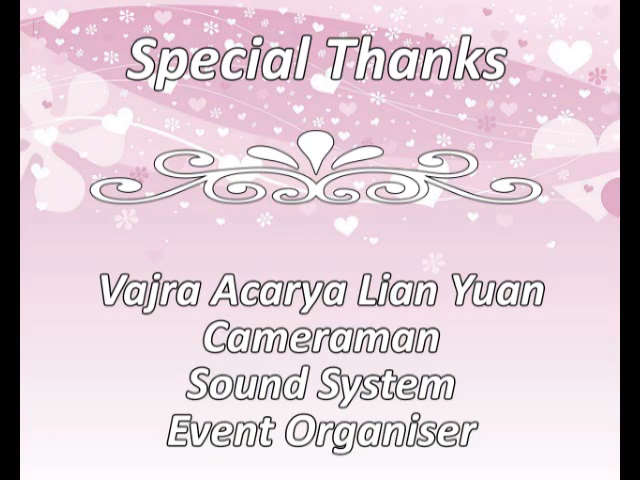 Special Thanks
Vajra Acarya Lian Yuan
Cameraman
Sound System
Event Organiser